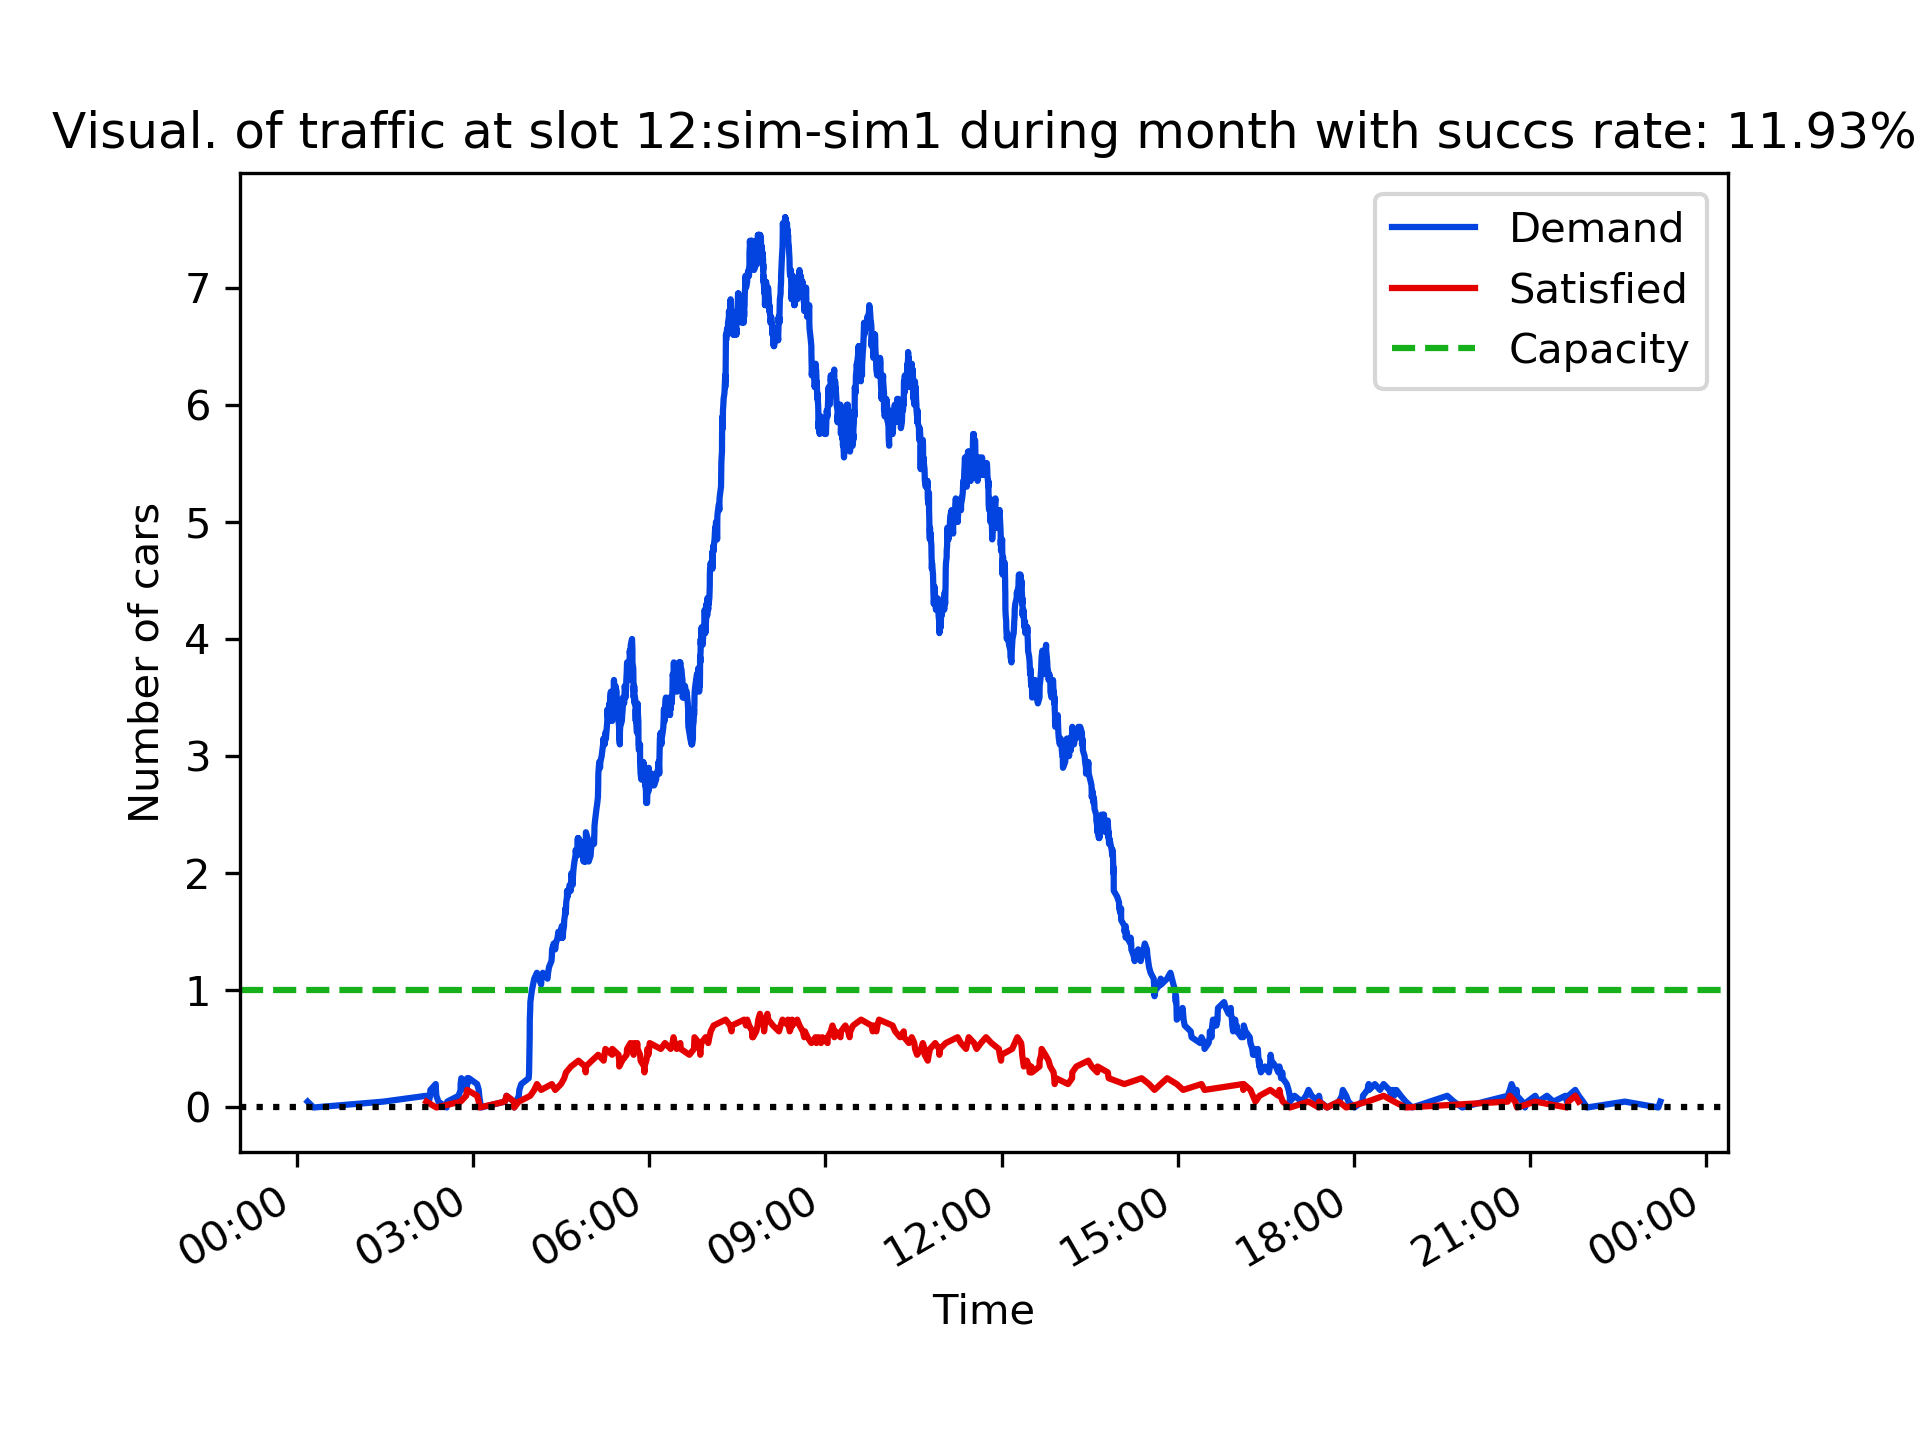 Visual. of traffic at slot 12:sim-sim1 during month with succs rate: 11.93%
Demand
Satisfied
Capacity
Number of cars
7
6
5
4
3
2
1
0
00:00
03:00
06:00
09:00
12:00
15:00
18:00
21:00
00:00
Time